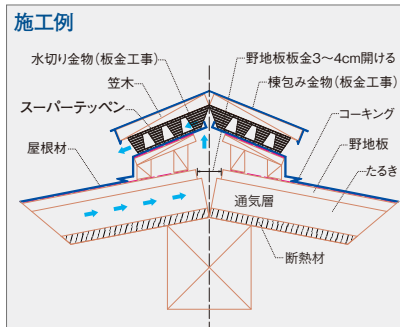 施工例
水切り金物（板金工事）
野地板板金3〜4cm開ける
笠木
棟包み金物（板金工事）
スーパーテッペン
コーキング
屋根材
野地板
たるき
通気層
断熱材